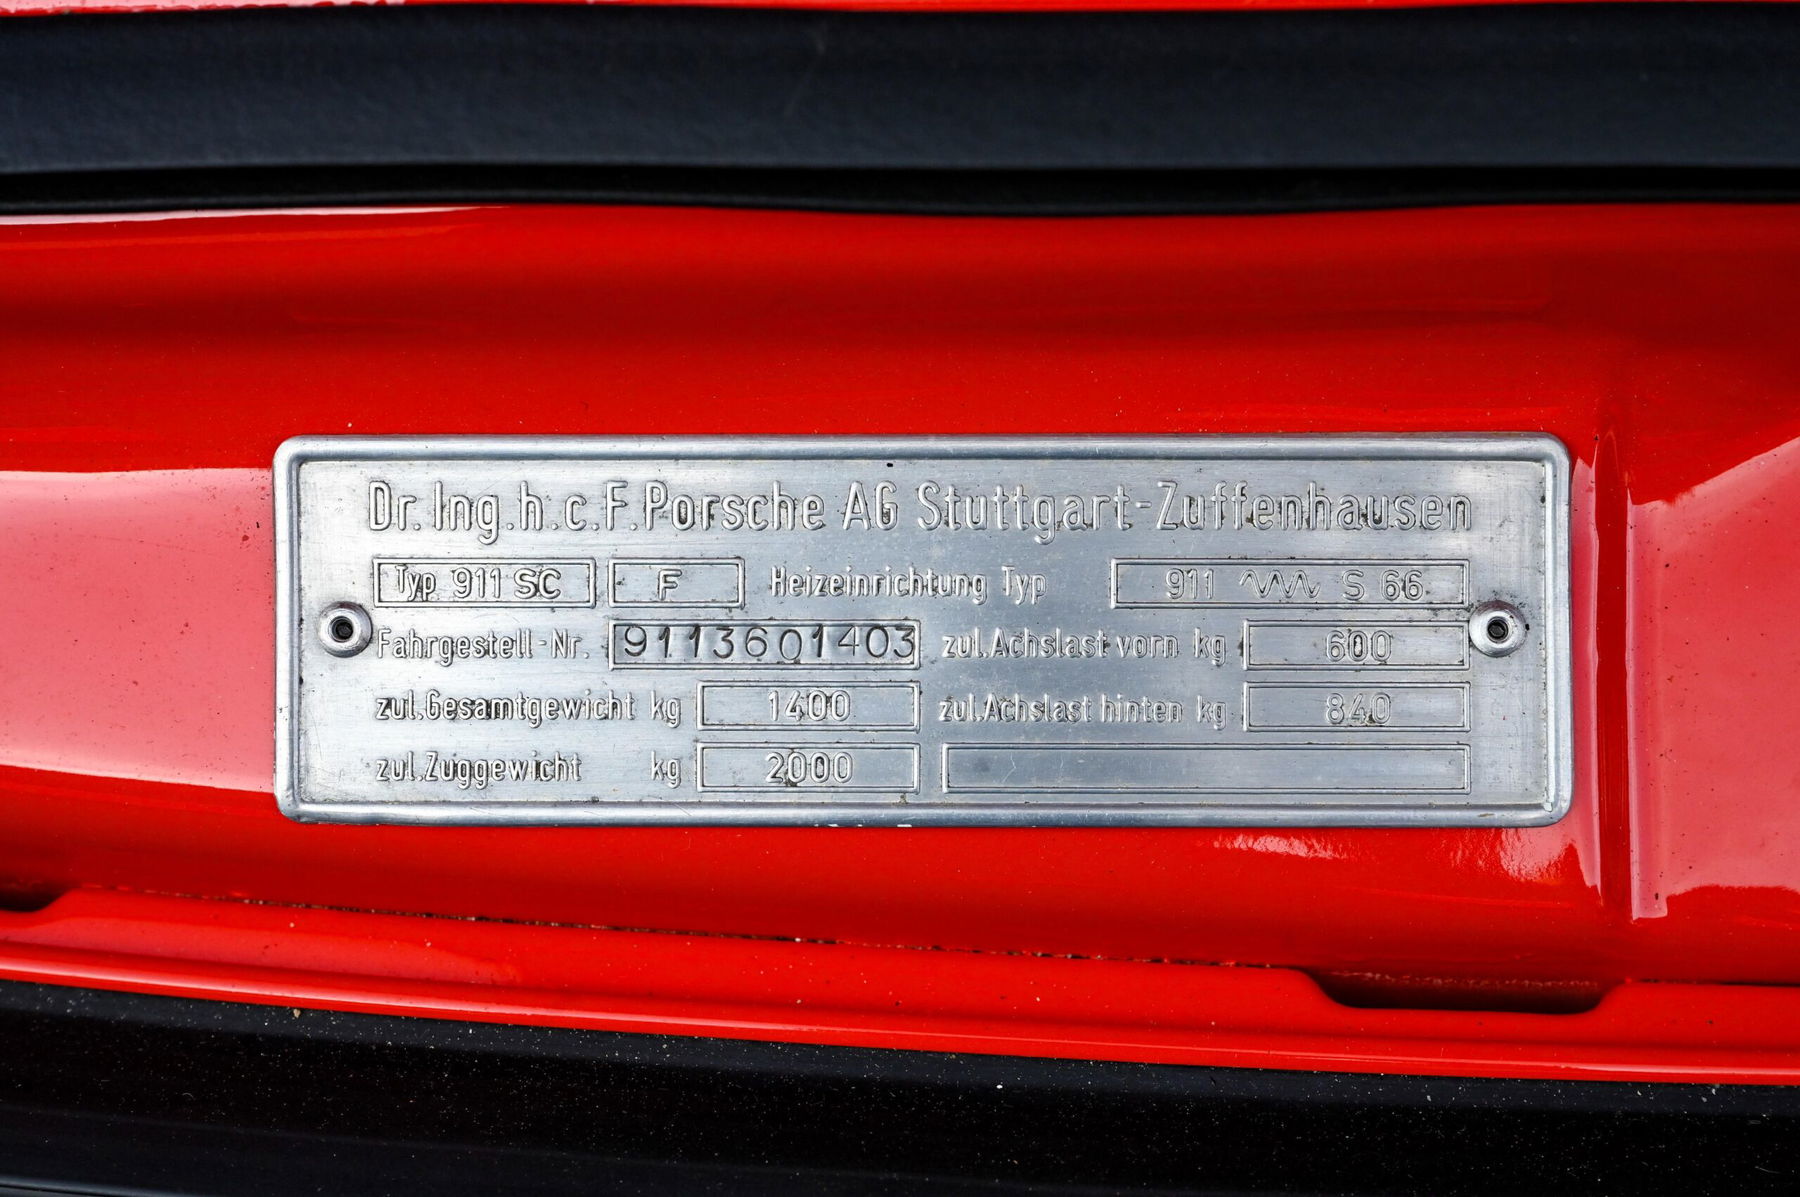 Dr. Ing. h. c. F. Porsche AG Stuttgart-Zuffenhausen
Typ 911 SC F Heizeinrichtung Typ 911 S 66
Fahrgestell-Nr. 9113601403 zul. Achslast vorn kg 600
zul. Gesamtgewicht kg 1400 zul. Achslast hinten kg 840
zul. Zuggewicht kg 2000